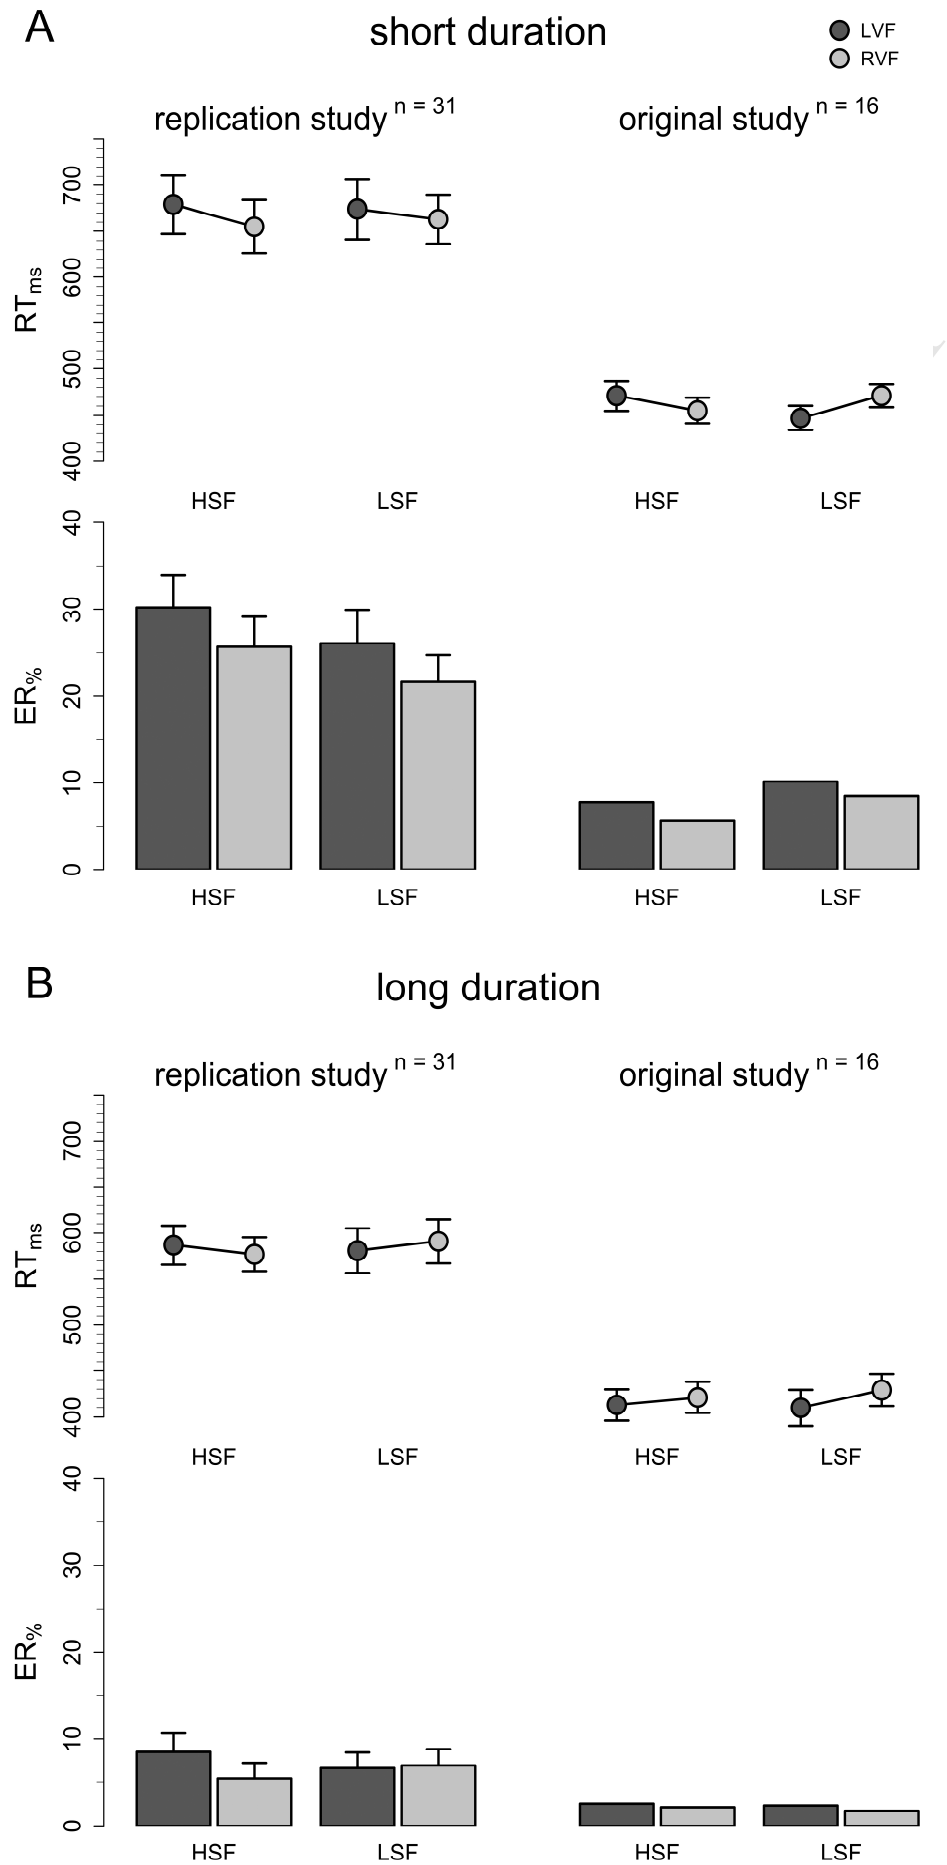 A
short duration
LVF
RVF
replication study n = 31
original study n = 16
700
600
500
400
RTms
HSF
LSF
HSF
LSF
40
30
20
10
0
ER%
HSF
LSF
HSF
LSF
B
long duration
replication study n = 31
original study n = 16
700
600
500
400
RTms
HSF
LSF
HSF
LSF
40
30
20
10
0
ER%
HSF
LSF
HSF
LSF